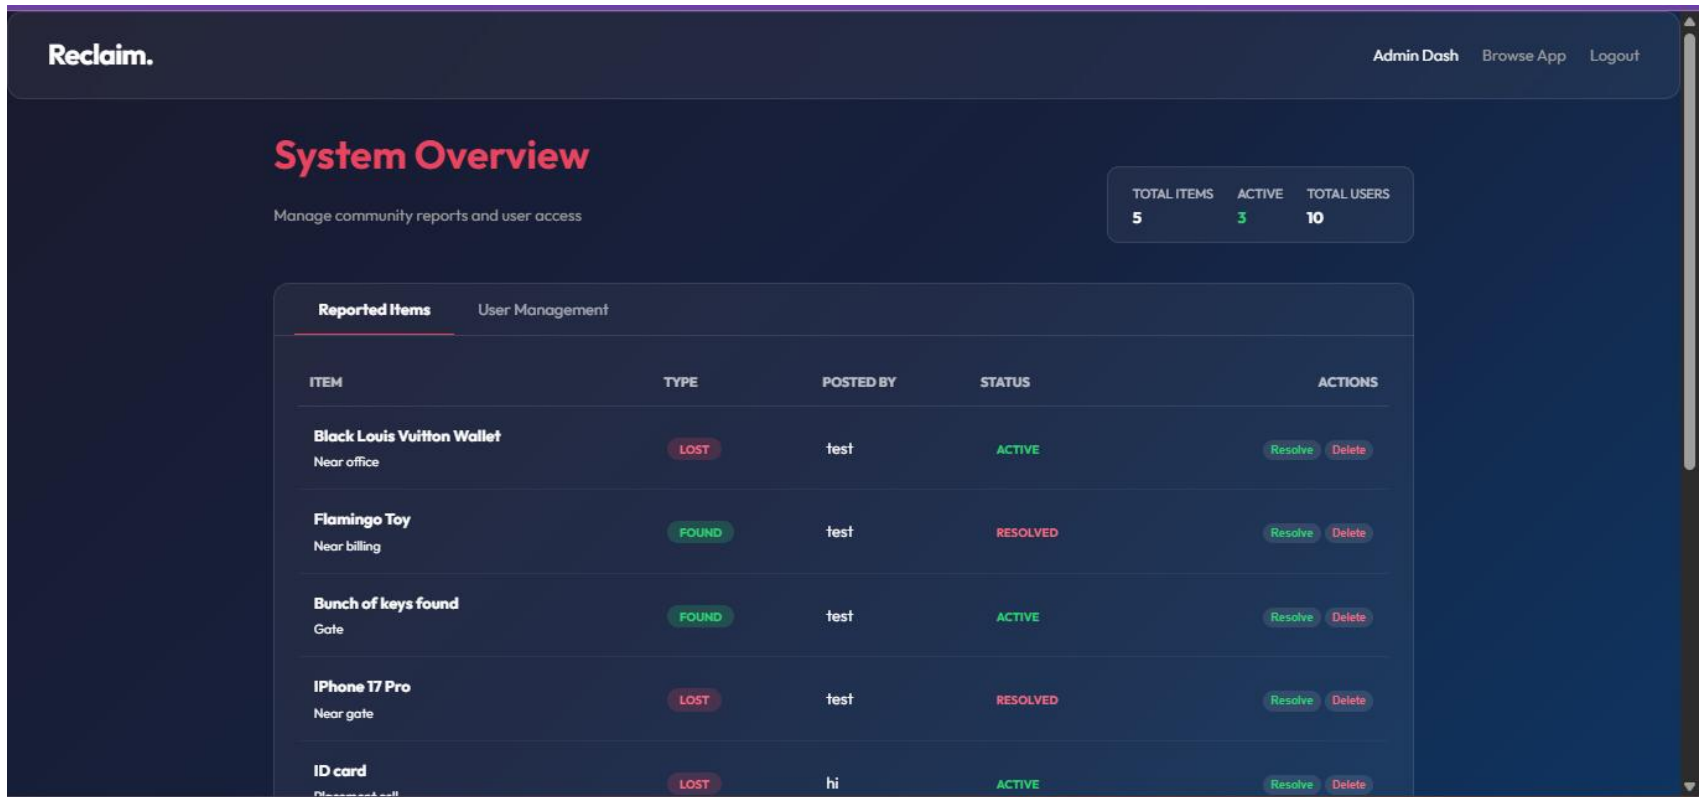 Reclaim.
Admin Dash Browse App Logout
System Overview
Manage community reports and user access
TOTAL ITEMS ACTIVE TOTAL USERS
5 3 10
Reported Items User Management
ITEM TYPE POSTED BY STATUS ACTIONS
Black Louis Vuitton Wallet
Near office
LOST test ACTIVE Resolve Delete
Flamingo Toy
Near billing
FOUND test RESOLVED Resolve Delete
Bunch of keys found
Gate
FOUND test ACTIVE Resolve Delete
IPhone 17 Pro
Near gate
LOST test RESOLVED Resolve Delete
ID card
LOST hi ACTIVE Resolve Delete